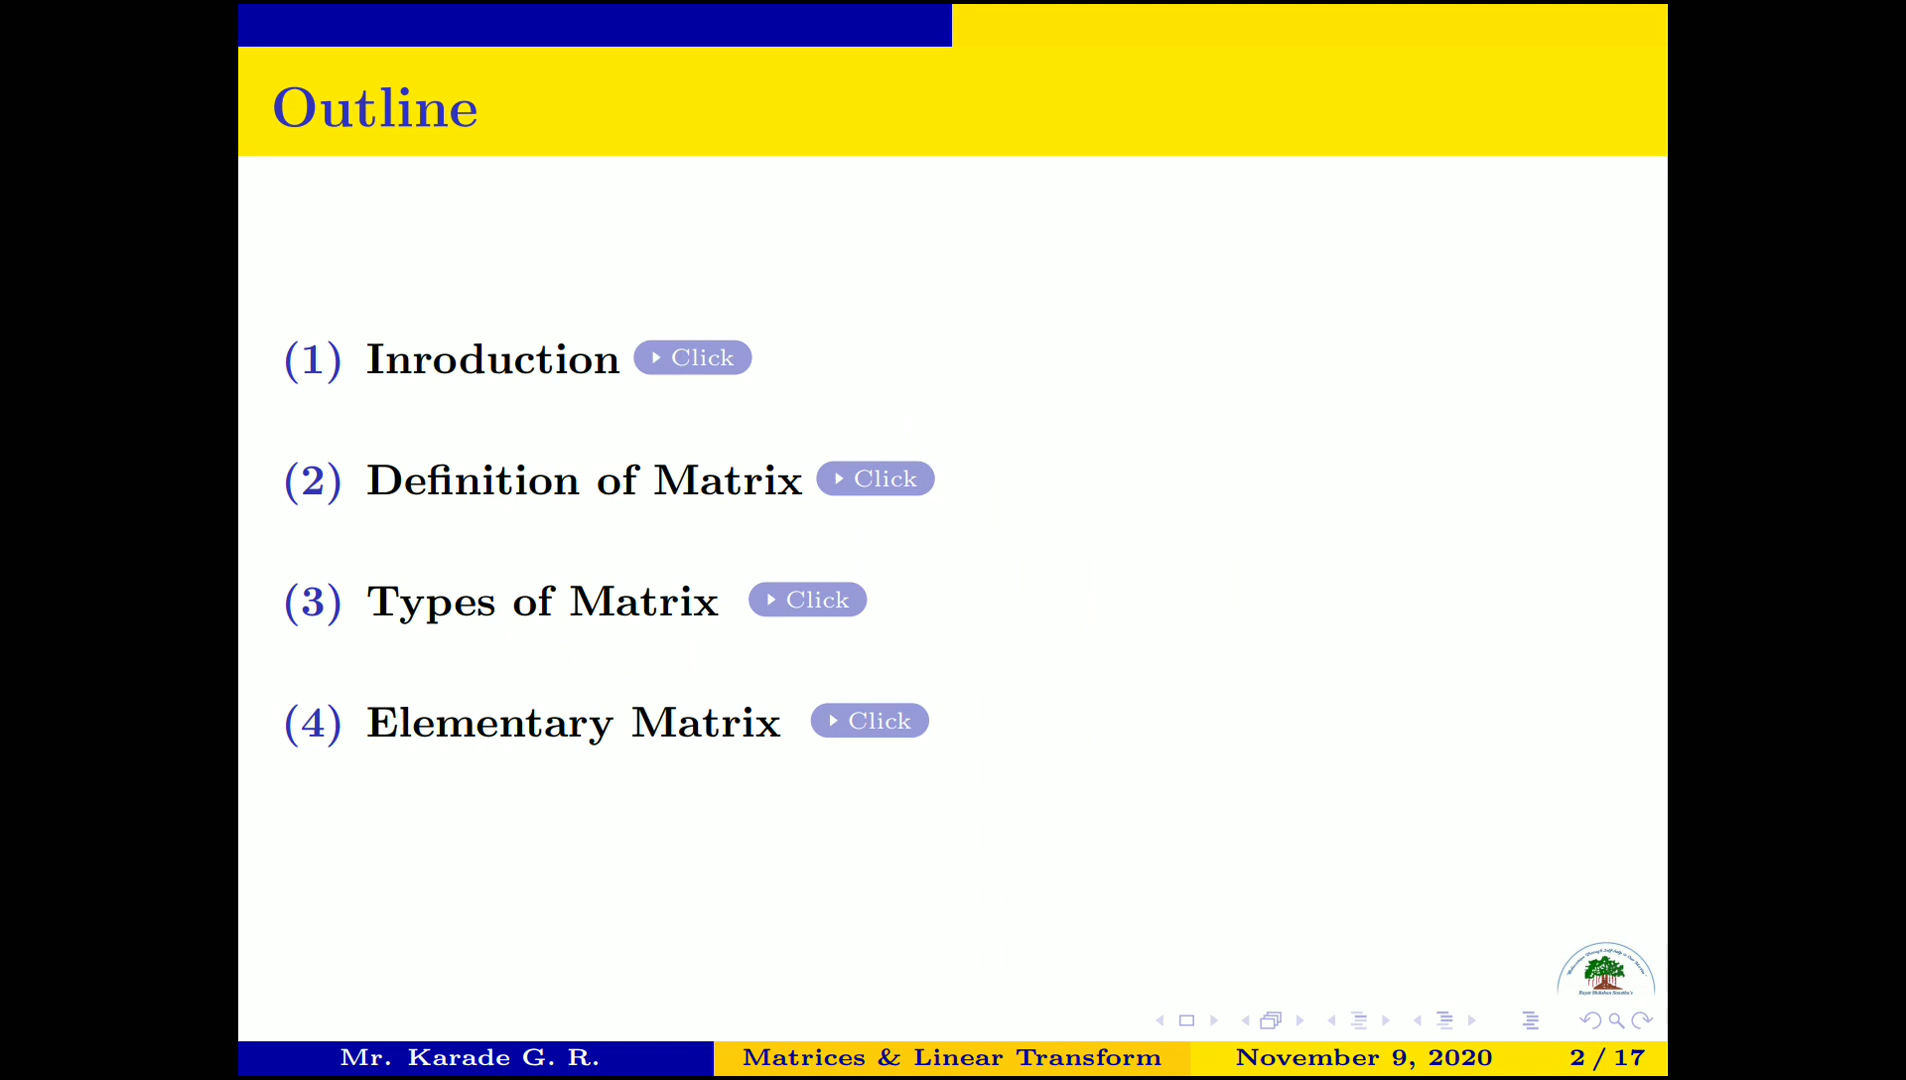 Outline
(1) Inroduction Click
(2) Definition of Matrix Click
(3) Types of Matrix Click
(4) Elementary Matrix Click
Mr. Karade G. R. Matrices & Linear Transform November 9, 2020 2 / 17